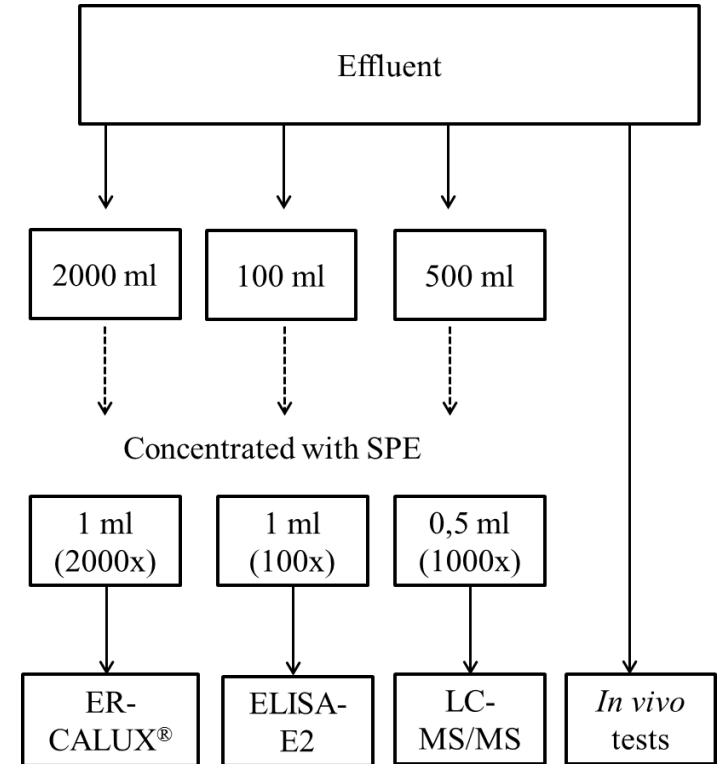 Effluent
2000 ml
100 ml
500 ml
Concentrated with SPE
1 ml
(2000x)
1 ml
(100x)
0,5 ml
(1000x)
ER-
CALUX®
ELISA-
E2
LC-
MS/MS
In vivo
tests